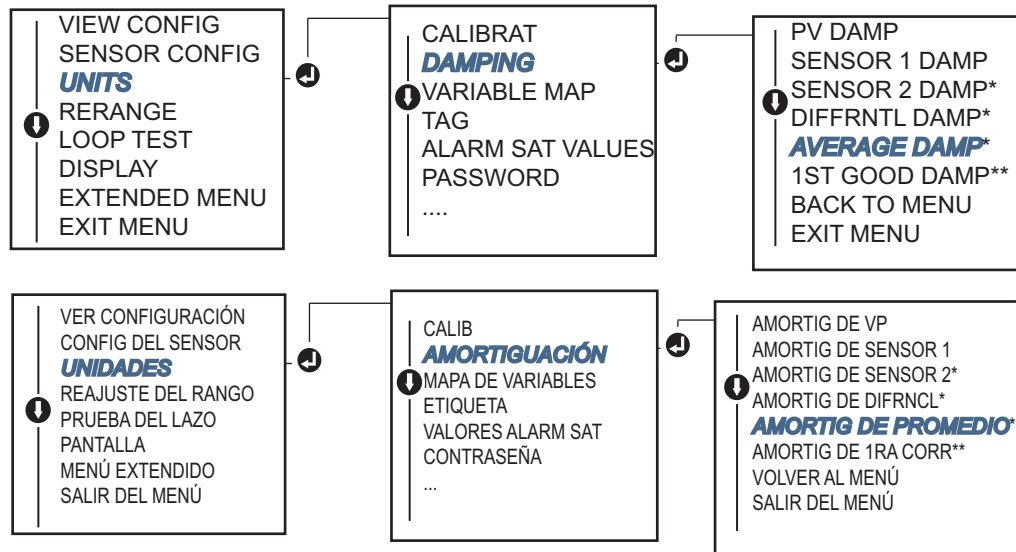 VIEW CONFIG
SENSOR CONFIG
UNITS
RERANGE
LOOP TEST
DISPLAY
EXTENDED MENU
EXIT MENU
CALIBRAT
DAMPING
VARIABLE MAP
TAG
ALARM SAT VALUES
PASSWORD
....
PV DAMP
SENSOR 1 DAMP
SENSOR 2 DAMP*
DIFFRNTL DAMP*
AVERAGE DAMP*
1ST GOOD DAMP**
BACK TO MENU
EXIT MENU
VER CONFIGURACIÓN
CONFIG DEL SENSOR
UNIDADES
REAJUSTE DEL RANGO
PRUEBA DEL LAZO
PANTALLA
MENÚ EXTENDIDO
SALIR DEL MENÚ
CALIB
AMORTIGUACIÓN
MAPA DE VARIABLES
ETIQUETA
VALORES ALARM SAT
CONTRASEÑA
...
AMORTIG DE VP
AMORTIG DE SENSOR 1
AMORTIG DE SENSOR 2*
AMORTIG DE DIFRNCL*
AMORTIG DE PROMEDIO*
AMORTIG DE 1RA CORR**
VOLVER AL MENÚ
SALIR DEL MENÚ